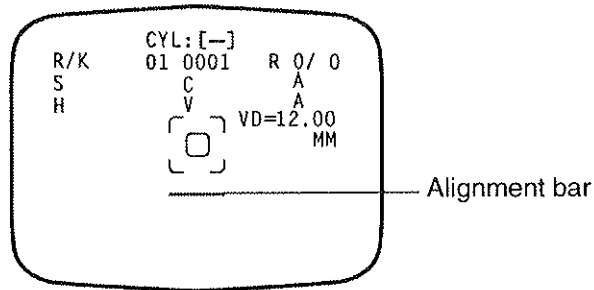 CYL:[—]
R/K 01 0001 R 0/ 0
S C A
H V A
VD=12.00
MM
Alignment bar